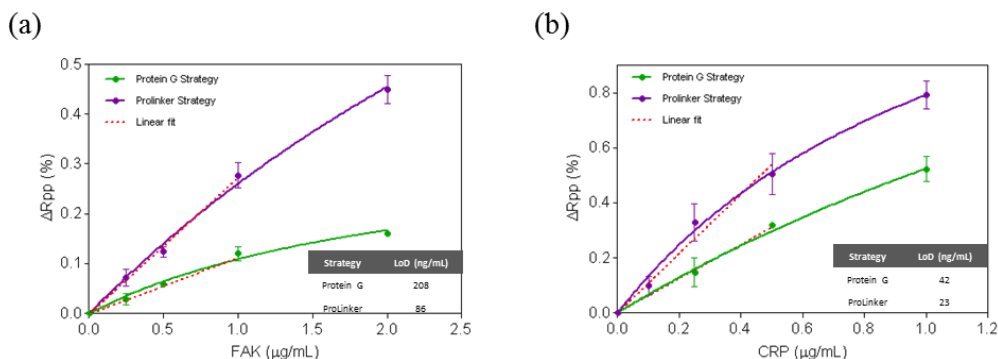 (a)
(b)
0.5
0.4
0.3
0.2
0.1
0.0
ΔRpp (%)
Protein G Strategy
Prolinker Strategy
Linear fit
Strategy LoD (ng/mL)
Protein G 208
ProLinker 86
0.0 0.5 1.0 1.5 2.0 2.5
FAK (μg/mL)
0.8
0.6
0.4
0.2
0.0
ΔRpp (%)
Protein G Strategy
Prolinker Strategy
Linear fit
Strategy LoD (ng/mL)
Protein G 42
ProLinker 23
0.0 0.2 0.4 0.6 0.8 1.0 1.2
CRP (μg/mL)